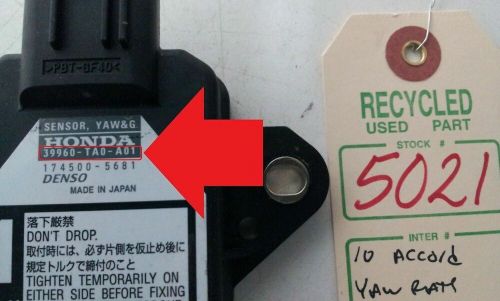 >PBT-GF40<
SENSOR, YAW&G
HONDA
39960-TA0-A01
174500-5681
DENSO
MADE IN JAPAN
落下厳禁
DON'T DROP.
取付時には、必ず片側を仮止め後に
規定トルクで締付のこと
TIGHTEN TEMPORARILY ON
EITHER SIDE BEFORE FIXING
RECYCLED
USED PART
STOCK #
5021
INTER #
10 Accord
YAW RATE